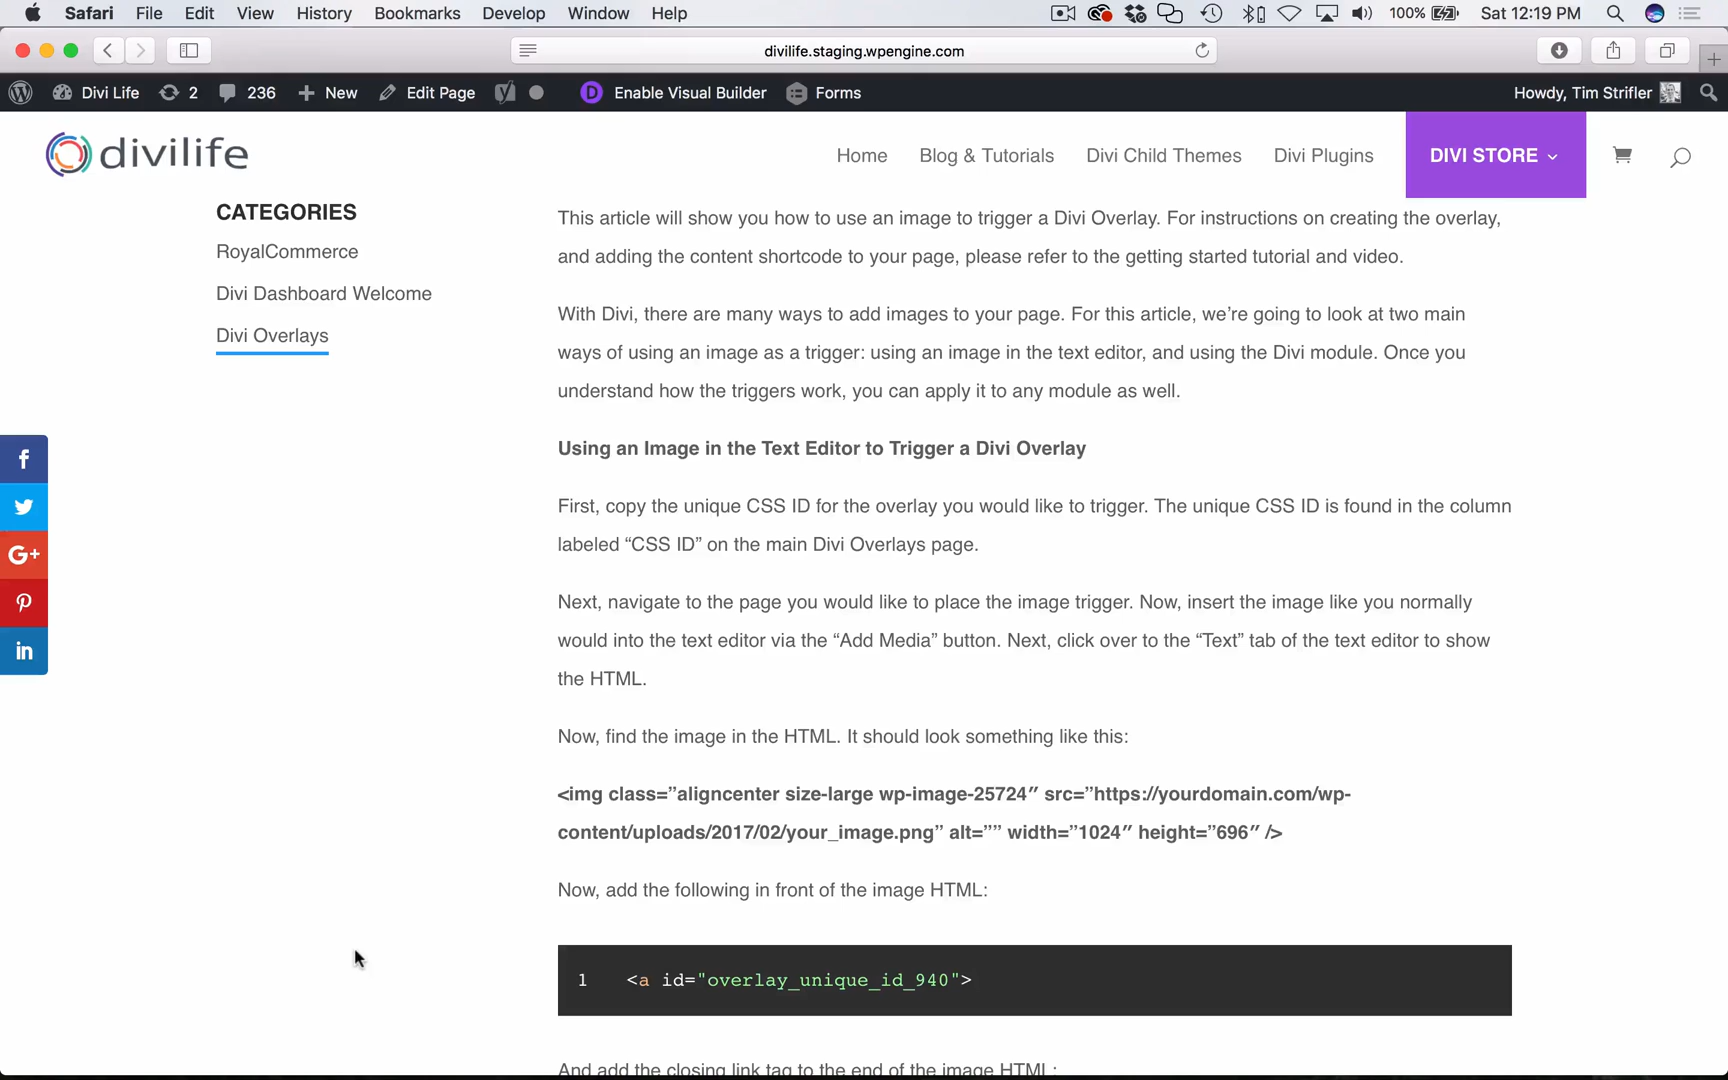 Safari File Edit View History Bookmarks Develop Window Help 100% Sat 12:19 PM
divilife.staging.wpengine.com
Divi Life 2 236 New Edit Page Enable Visual Builder Forms Howdy, Tim Strifler
divilife Home Blog & Tutorials Divi Child Themes Divi Plugins DIVI STORE
CATEGORIES
RoyalCommerce
Divi Dashboard Welcome
Divi Overlays
This article will show you how to use an image to trigger a Divi Overlay. For instructions on creating the overlay,
and adding the content shortcode to your page, please refer to the getting started tutorial and video.
With Divi, there are many ways to add images to your page. For this article, we’re going to look at two main
ways of using an image as a trigger: using an image in the text editor, and using the Divi module. Once you
understand how the triggers work, you can apply it to any module as well.
Using an Image in the Text Editor to Trigger a Divi Overlay
First, copy the unique CSS ID for the overlay you would like to trigger. The unique CSS ID is found in the column
labeled “CSS ID” on the main Divi Overlays page.
Next, navigate to the page you would like to place the image trigger. Now, insert the image like you normally
would into the text editor via the “Add Media” button. Next, click over to the “Text” tab of the text editor to show
the HTML.
Now, find the image in the HTML. It should look something like this:
<img class=”aligncenter size-large wp-image-25724″ src=”https://yourdomain.com/wp-
content/uploads/2017/02/your_image.png” alt=”” width=”1024″ height=”696″ />
Now, add the following in front of the image HTML:
1 <a id="overlay_unique_id_940">
And add the closing link tag to the end of the image HTML:
f
G+
in